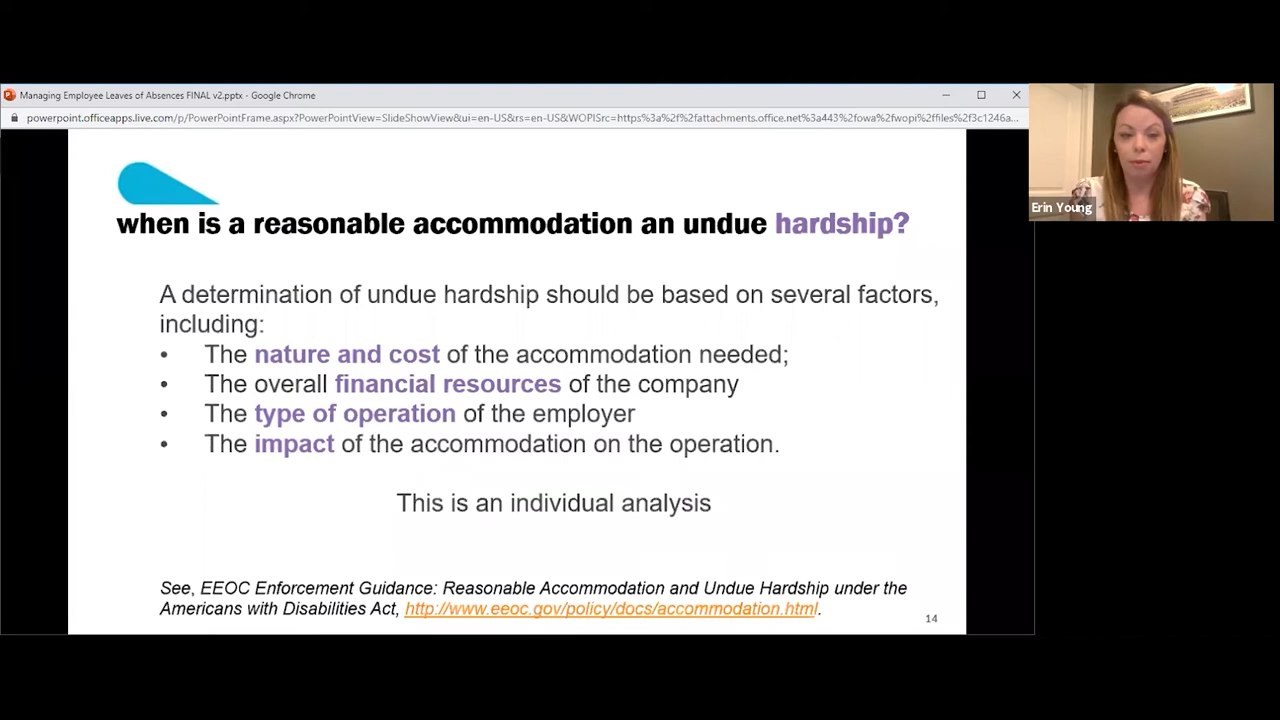 Managing Employee Leaves of Absences FINAL v2.pptx - Google Chrome
powerpoint.officeapps.live.com/p/PowerPointFrame.aspx?PowerPointView=SlideShowView&ui=en-US&rs=en-US&WOPISrc=https%3a%2f%2fattachments.office.net%3a443%2fowa%2fwopi%2ffiles%2f3c1246a...
Erin Young
when is a reasonable accommodation an undue hardship?
A determination of undue hardship should be based on several factors,
including:
• The nature and cost of the accommodation needed;
• The overall financial resources of the company
• The type of operation of the employer
• The impact of the accommodation on the operation.
This is an individual analysis
See, EEOC Enforcement Guidance: Reasonable Accommodation and Undue Hardship under the
Americans with Disabilities Act, http://www.eeoc.gov/policy/docs/accommodation.html.
14